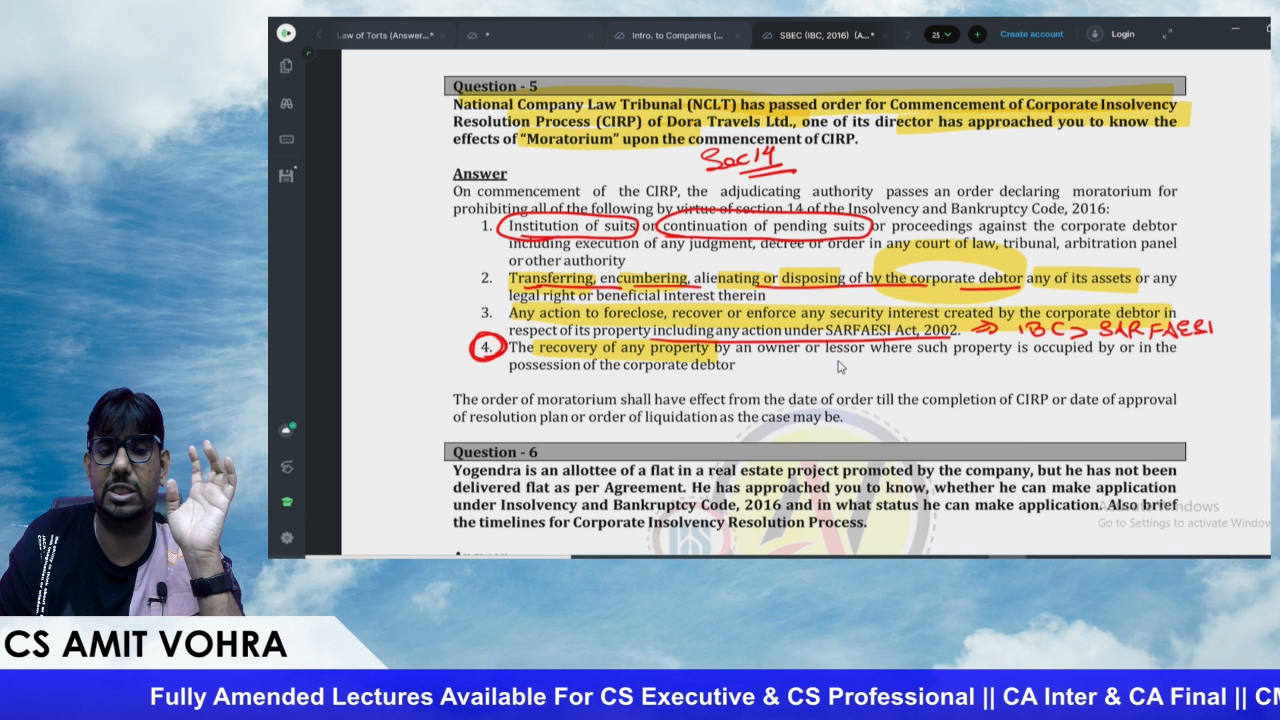 Law of Torts (Answer...*
*
Intro. to Companies (...
SBEC (IBC, 2016) (A...*
25
Create account
Login
Question - 5
National Company Law Tribunal (NCLT) has passed order for Commencement of Corporate Insolvency
Resolution Process (CIRP) of Dora Travels Ltd., one of its director has approached you to know the
effects of “Moratorium” upon the commencement of CIRP.
Sec 14
Answer
On commencement of the CIRP, the adjudicating authority passes an order declaring moratorium for
prohibiting all of the following by virtue of section 14 of the Insolvency and Bankruptcy Code, 2016:
1. Institution of suits or continuation of pending suits or proceedings against the corporate debtor
including execution of any judgment, decree or order in any court of law, tribunal, arbitration panel
or other authority
2. Transferring, encumbering, alienating or disposing of by the corporate debtor any of its assets or any
legal right or beneficial interest therein
3. Any action to foreclose, recover or enforce any security interest created by the corporate debtor in
respect of its property including any action under SARFAESI Act, 2002. ⇒ IBC > SARFAESI
4. The recovery of any property by an owner or lessor where such property is occupied by or in the
possession of the corporate debtor
The order of moratorium shall have effect from the date of order till the completion of CIRP or date of approval
of resolution plan or order of liquidation as the case may be.
Question - 6
Yogendra is an allottee of a flat in a real estate project promoted by the company, but he has not been
delivered flat as per Agreement. He has approached you to know, whether he can make application
under Insolvency and Bankruptcy Code, 2016 and in what status he can make application. Also brief
the timelines for Corporate Insolvency Resolution Process.
Go to Settings to activate Window
CS AMIT VOHRA
Fully Amended Lectures Available For CS Executive & CS Professional || CA Inter & CA Final || CM